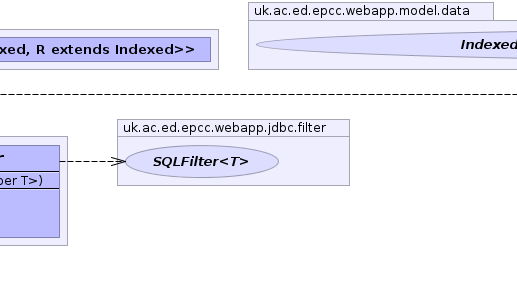 uk.ac.ed.epcc.webapp.model.data
xed, R extends Indexed>>
Indexed
uk.ac.ed.epcc.webapp.jdbc.filter
SQLFilter<T>
per T>)